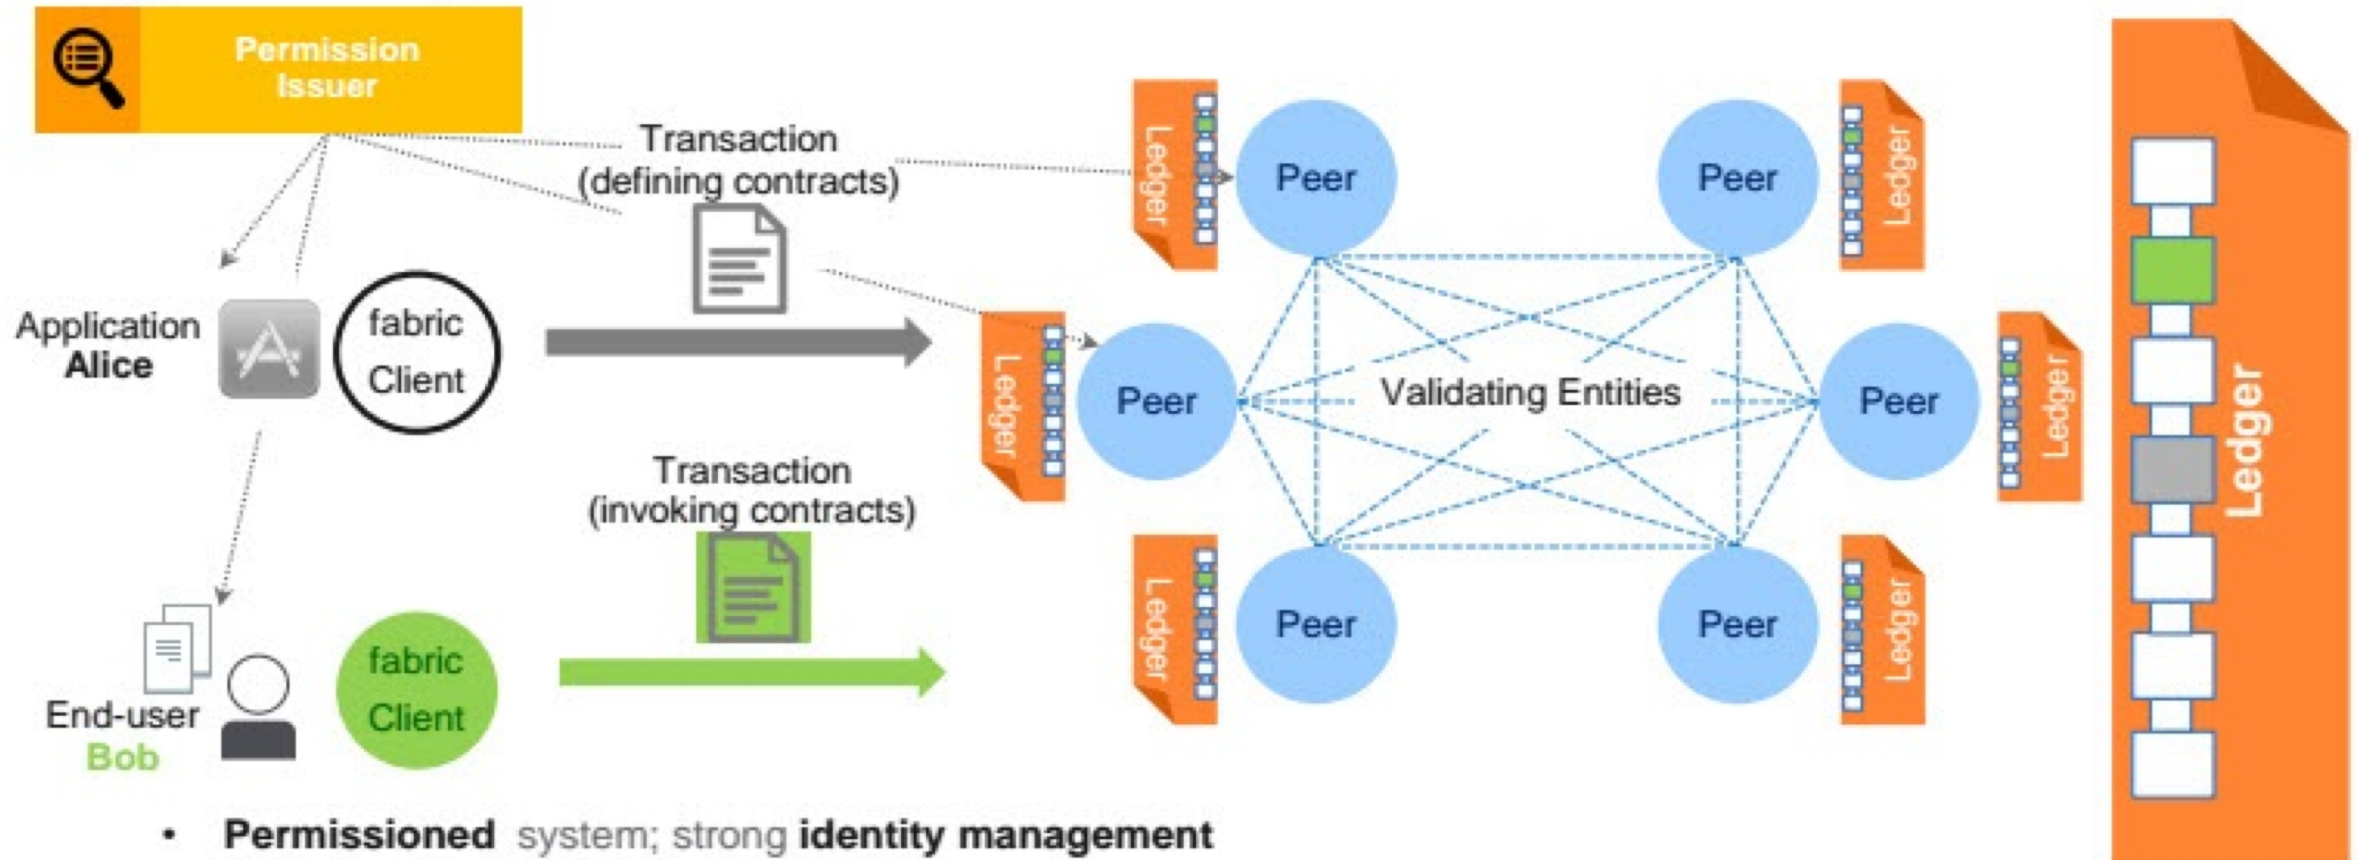 Permission
Issuer
Transaction
(defining contracts)
Application
Alice
fabric
Client
Transaction
(invoking contracts)
End-user
Bob
fabric
Client
Ledger
Peer
Peer
Ledger
Ledger
Peer
Validating Entities
Peer
Ledger
Ledger
Peer
Peer
Ledger
Ledger
• Permissioned system; strong identity management